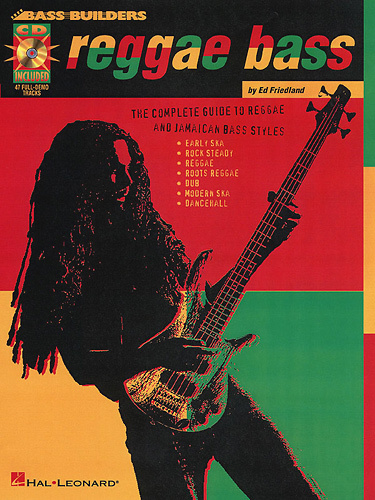 BASS BUILDERS
CD
INCLUDED
47 FULL-DEMO
TRACKS
reggae bass
by Ed Friedland
THE COMPLETE GUIDE TO REGGAE
AND JAMAICAN BASS STYLES
• EARLY SKA
• ROCK STEADY
• REGGAE
• ROOTS REGGAE
• DUB
• MODERN SKA
• DANCEHALL
HAL•LEONARD®